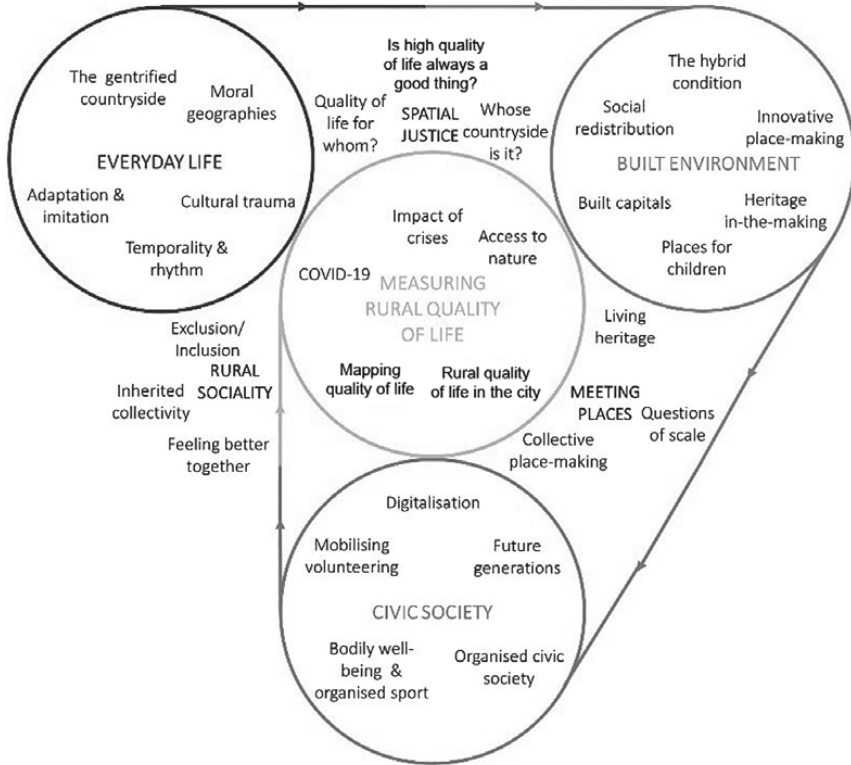 The gentrified
countryside
Moral
geographies
EVERYDAY LIFE
Adaptation &
imitation
Cultural trauma
Temporality &
rhythm
Is high quality
of life always a
good thing?
Quality of
life for
whom?
SPATIAL
JUSTICE
Whose
countryside
is it?
The hybrid
condition
Social
redistribution
Innovative
place-making
BUILT ENVIRONMENT
Built capitals
Heritage
in-the-making
Places for
children
Impact of
crises
Access to
nature
COVID-19
MEASURING
RURAL QUALITY
OF LIFE
Mapping
quality of life
Rural quality
of life in the city
Exclusion/
Inclusion
RURAL
SOCIALITY
Inherited
collectivity
Feeling better
together
Living
heritage
MEETING
PLACES
Questions
of scale
Collective
place-making
Digitalisation
Mobilising
volunteering
Future
generations
CIVIC SOCIETY
Bodily well-
being &
organised sport
Organised civic
society